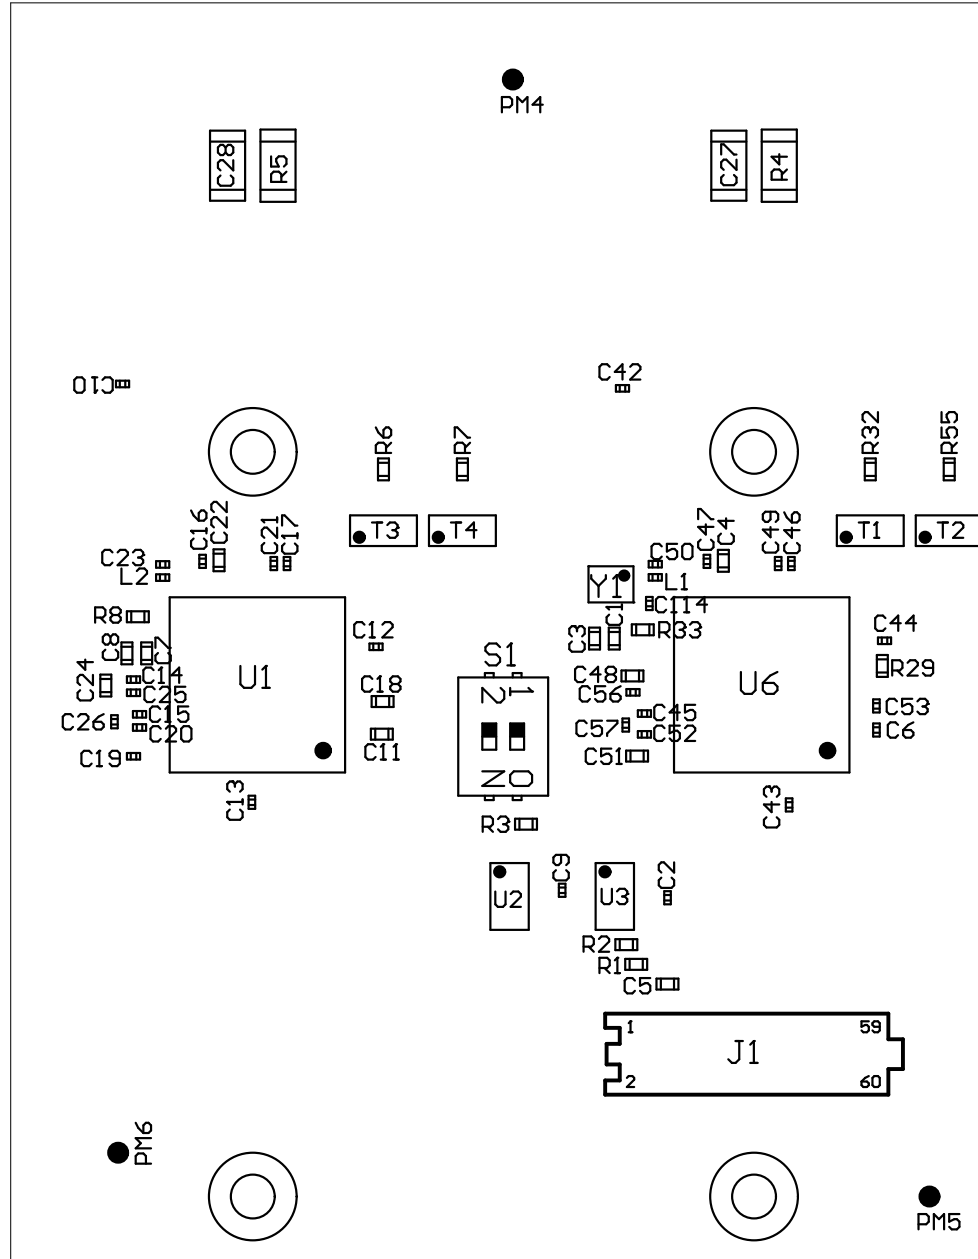 PM4
C28
R5
C27
R4
C10
C42
R6
R7
R32
R55
C16
C22
C21
C17
T3
T4
C47
C4
C49
C46
T1
T2
C23
L2
C50
L1
Y1
C114
R8
C1
C3
R33
C12
C44
C8
C7
U1
S1
U6
R29
C24
C14
C25
C18
C48
C56
1
2
C15
C26
C20
C45
C57
C52
C53
C6
C19
C11
C51
N
O
C13
C43
R3
C9
C2
U2
U3
R2
R1
C5
1
59
J1
2
60
PM6
PM5